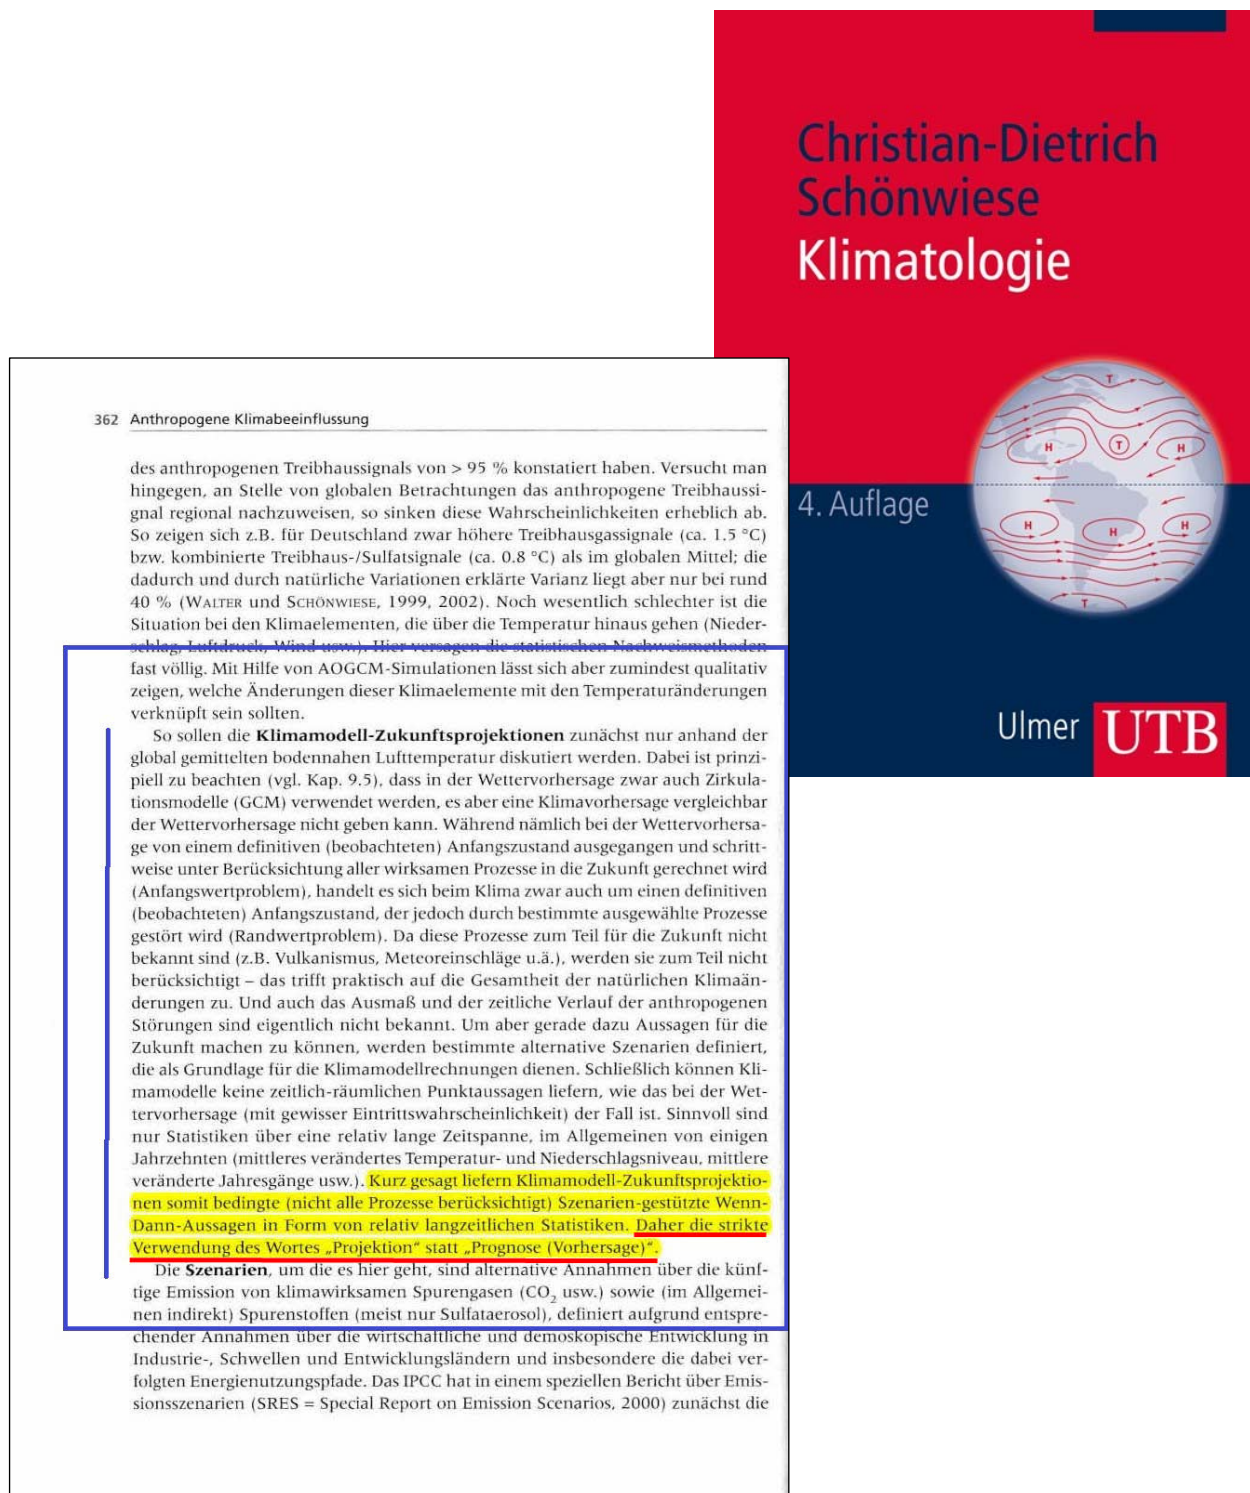 Christian-Dietrich
Schönwiese
Klimatologie
4. Auflage
T
H
T
H
H
H
H
T
Ulmer UTB
362 Anthropogene Klimabeeinflussung
des anthropogenen Treibhaussignals von > 95 % konstatiert haben. Versucht man
hingegen, an Stelle von globalen Betrachtungen das anthropogene Treibhaussi-
gnal regional nachzuweisen, so sinken diese Wahrscheinlichkeiten erheblich ab.
So zeigen sich z.B. für Deutschland zwar höhere Treibhausgassignale (ca. 1.5 °C)
bzw. kombinierte Treibhaus-/Sulfatsignale (ca. 0.8 °C) als im globalen Mittel; die
dadurch und durch natürliche Variationen erklärte Varianz liegt aber nur bei rund
40 % (WALTER und SCHÖNWIESE, 1999, 2002). Noch wesentlich schlechter ist die
Situation bei den Klimaelementen, die über die Temperatur hinaus gehen (Nieder-
schlag, Luftdruck, Wind usw.). Hier versagen die statistischen Nachweismethoden
fast völlig. Mit Hilfe von AOGCM-Simulationen lässt sich aber zumindest qualitativ
zeigen, welche Änderungen dieser Klimaelemente mit den Temperaturänderungen
verknüpft sein sollten.
So sollen die Klimamodell-Zukunftsprojektionen zunächst nur anhand der
global gemittelten bodennahen Lufttemperatur diskutiert werden. Dabei ist prinzi-
piell zu beachten (vgl. Kap. 9.5), dass in der Wettervorhersage zwar auch Zirkula-
tionsmodelle (GCM) verwendet werden, es aber eine Klimavorhersage vergleichbar
der Wettervorhersage nicht geben kann. Während nämlich bei der Wettervorhersa-
ge von einem definitiven (beobachteten) Anfangszustand ausgegangen und schritt-
weise unter Berücksichtung aller wirksamen Prozesse in die Zukunft gerechnet wird
(Anfangswertproblem), handelt es sich beim Klima zwar auch um einen definitiven
(beobachteten) Anfangszustand, der jedoch durch bestimmte ausgewählte Prozesse
gestört wird (Randwertproblem). Da diese Prozesse zum Teil für die Zukunft nicht
bekannt sind (z.B. Vulkanismus, Meteoreinschläge u.ä.), werden sie zum Teil nicht
berücksichtigt – das trifft praktisch auf die Gesamtheit der natürlichen Klimaän-
derungen zu. Und auch das Ausmaß und der zeitliche Verlauf der anthropogenen
Störungen sind eigentlich nicht bekannt. Um aber gerade dazu Aussagen für die
Zukunft machen zu können, werden bestimmte alternative Szenarien definiert,
die als Grundlage für die Klimamodellrechnungen dienen. Schließlich können Kli-
mamodelle keine zeitlich-räumlichen Punktaussagen liefern, wie das bei der Wet-
tervorhersage (mit gewisser Eintrittswahrscheinlichkeit) der Fall ist. Sinnvoll sind
nur Statistiken über eine relativ lange Zeitspanne, im Allgemeinen von einigen
Jahrzehnten (mittleres verändertes Temperatur- und Niederschlagsniveau, mittlere
veränderte Jahresgänge usw.). Kurz gesagt liefern Klimamodell-Zukunftsprojektio-
nen somit bedingte (nicht alle Prozesse berücksichtigt) Szenarien-gestützte Wenn-
Dann-Aussagen in Form von relativ langzeitlichen Statistiken. Daher die strikte
Verwendung des Wortes „Projektion“ statt „Prognose (Vorhersage)“.
Die Szenarien, um die es hier geht, sind alternative Annahmen über die künf-
tige Emission von klimawirksamen Spurengasen (CO₂ usw.) sowie (im Allgemei-
nen indirekt) Spurenstoffen (meist nur Sulfataerosol), definiert aufgrund entspre-
chender Annahmen über die wirtschaftliche und demoskopische Entwicklung in
Industrie-, Schwellen und Entwicklungsländern und insbesondere die dabei ver-
folgten Energienutzungspfade. Das IPCC hat in einem speziellen Bericht über Emis-
sionsszenarien (SRES = Special Report on Emission Scenarios, 2000) zunächst die